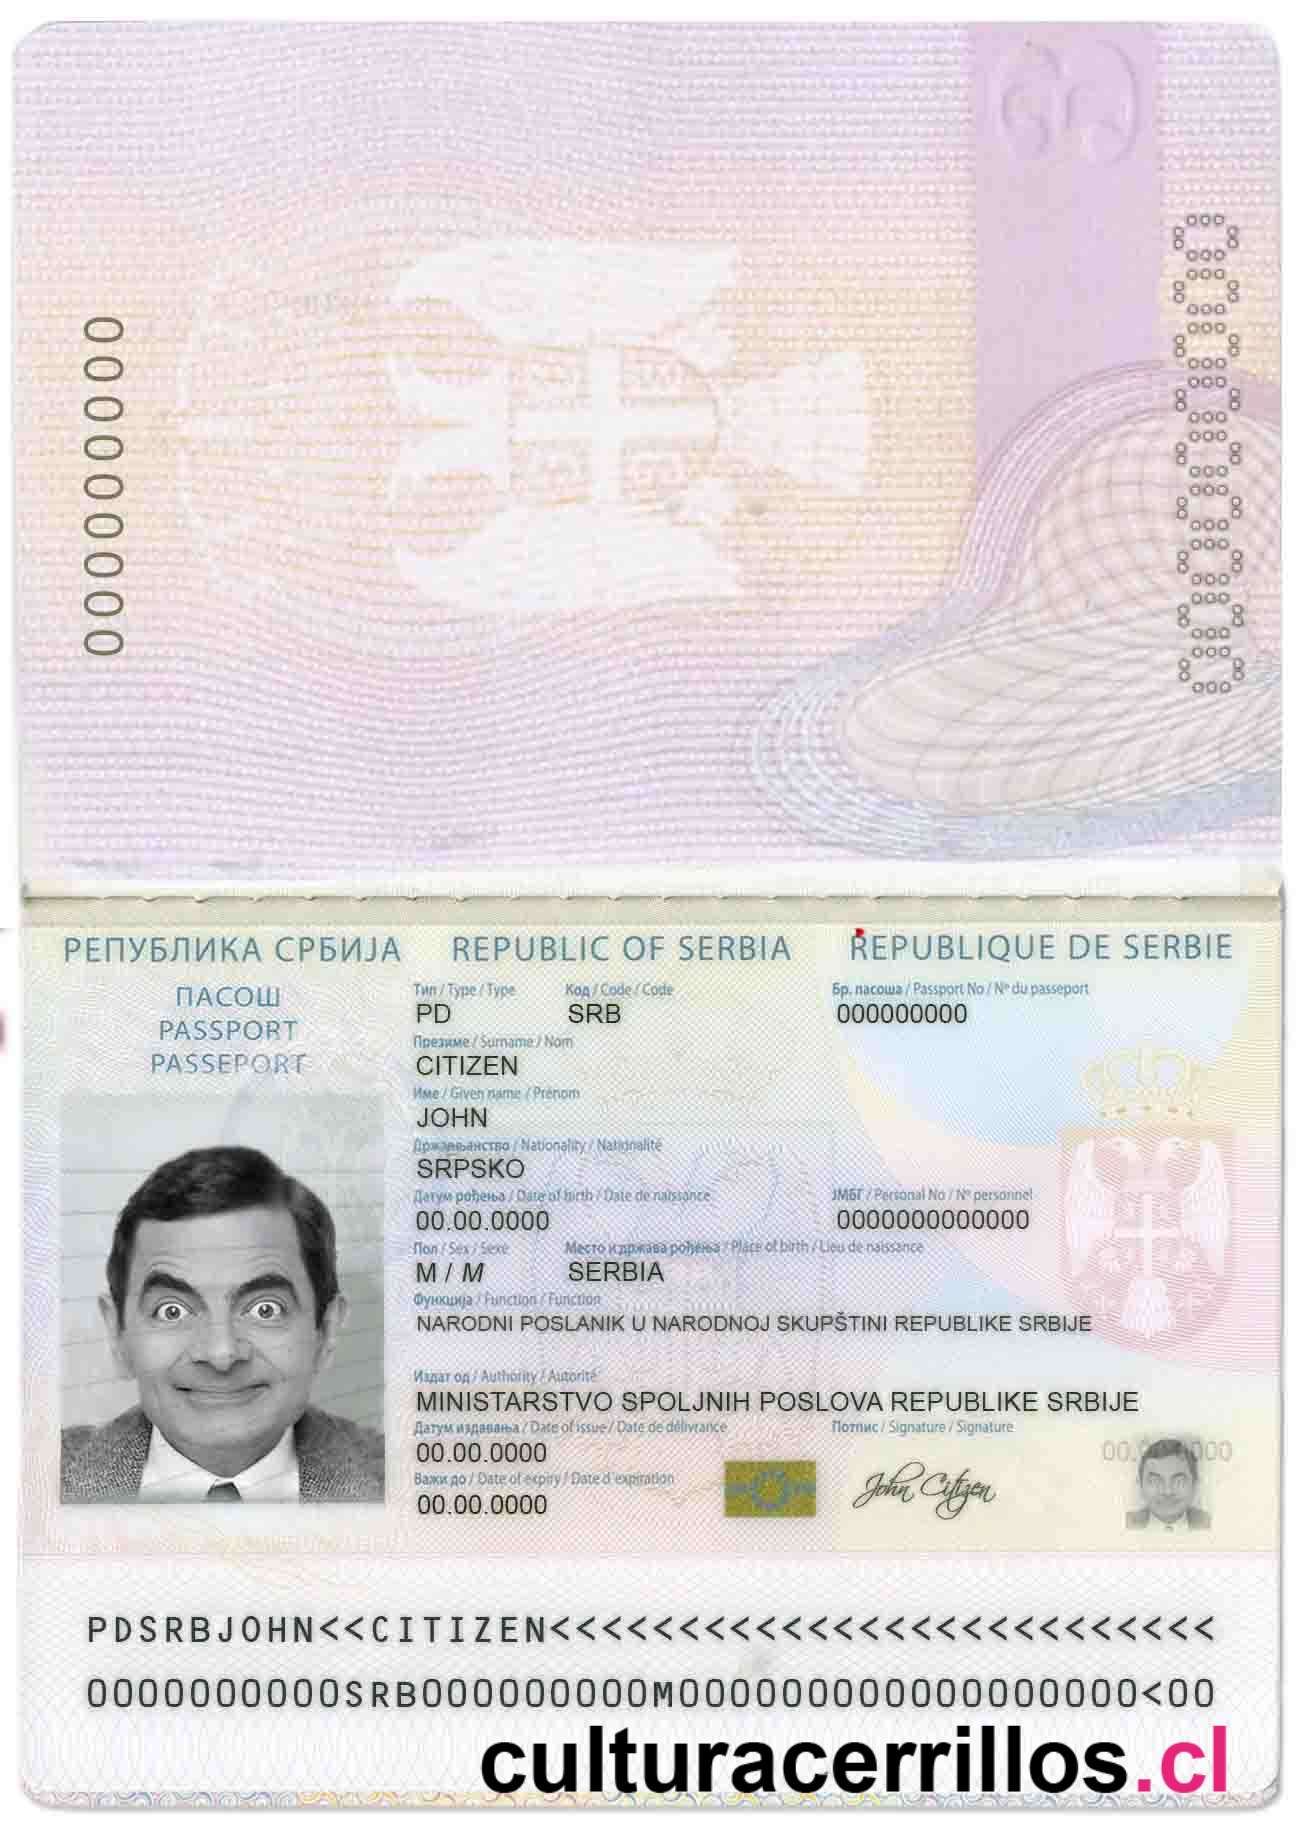 000000000
000000000
РЕПУБЛИКА СРБИЈА REPUBLIC OF SERBIA REPUBLIQUE DE SERBIE
ПАСОШ
PASSPORT
PASSEPORT
Тип / Type / Type Код / Code / Code Бр. пасоша / Passport No / Nº du passeport
PD SRB 000000000
Презиме / Surname / Nom
CITIZEN
Име / Given name / Prénom
JOHN
Држављанство / Nationality / Nationalité
SRPSKO
Датум рођења / Date of birth / Date de naissance ЈМБГ / Personal No / Nº personnel
00.00.0000 0000000000000
Пол / Sex / Sexe Место и држава рођења / Place of birth / Lieu de naissance
M / M SERBIA
Функција / Function / Function
NARODNI POSLANIK U NARODNOJ SKUPŠTINI REPUBLIKE SRBIJE
Издат од / Authority / Autorité
MINISTARSTVO SPOLJNIH POSLOVA REPUBLIKE SRBIJE
Датум издавања / Date of issue / Date de délivrance Потпис / Signature / Signature
00.00.0000 00.00.0000
Важи до / Date of expiry / Date d'expiration
00.00.0000 John Citizen
PDSRBJOHN<<CITIZEN<<<<<<<<<<<<<<<<<<<<<<<<<<
0000000000SRB000000000M000000000000000000<00
culturacerrillos.cl